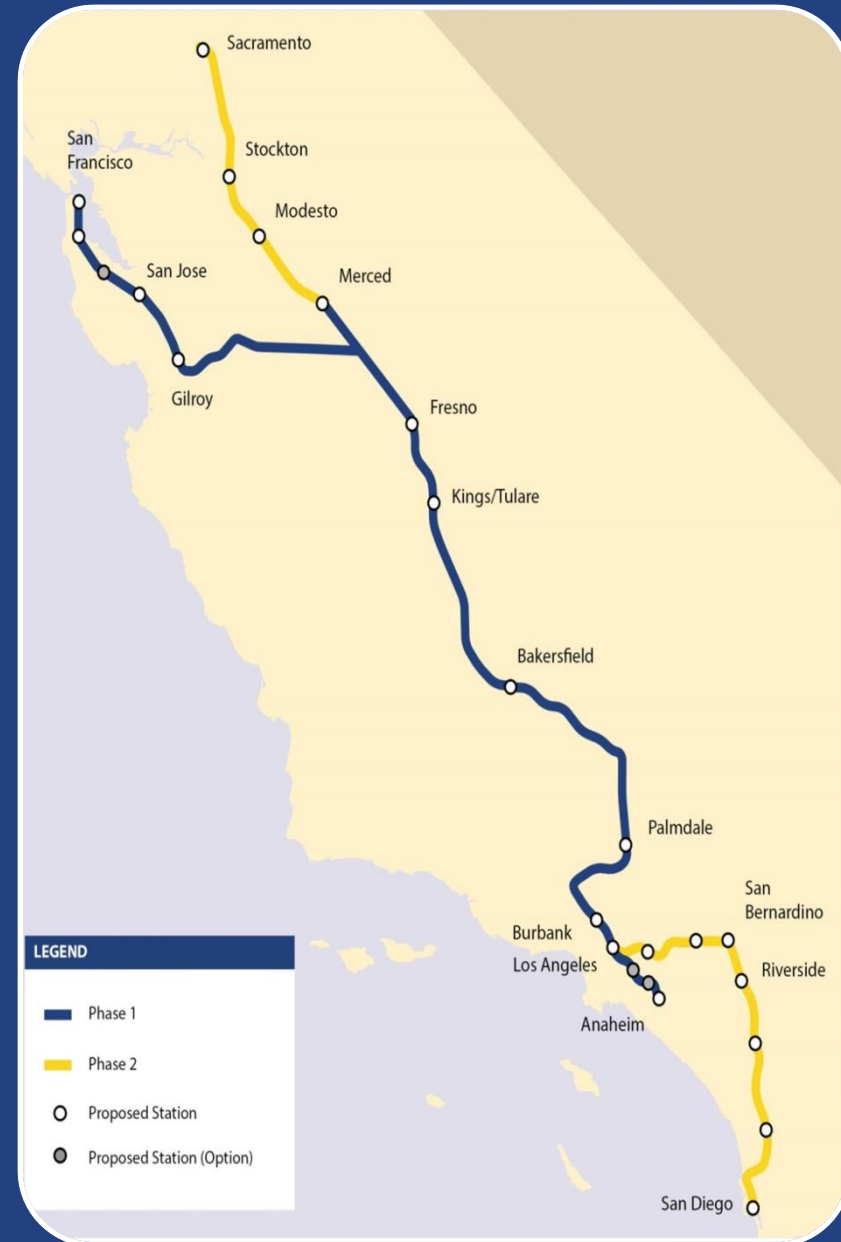 Sacramento
San
Francisco
Stockton
Modesto
San Jose
Merced
Gilroy
Fresno
Kings/Tulare
Bakersfield
Palmdale
San
Bernardino
Burbank
Los Angeles
Riverside
Anaheim
San Diego
LEGEND
Phase 1
Phase 2
Proposed Station
Proposed Station (Option)